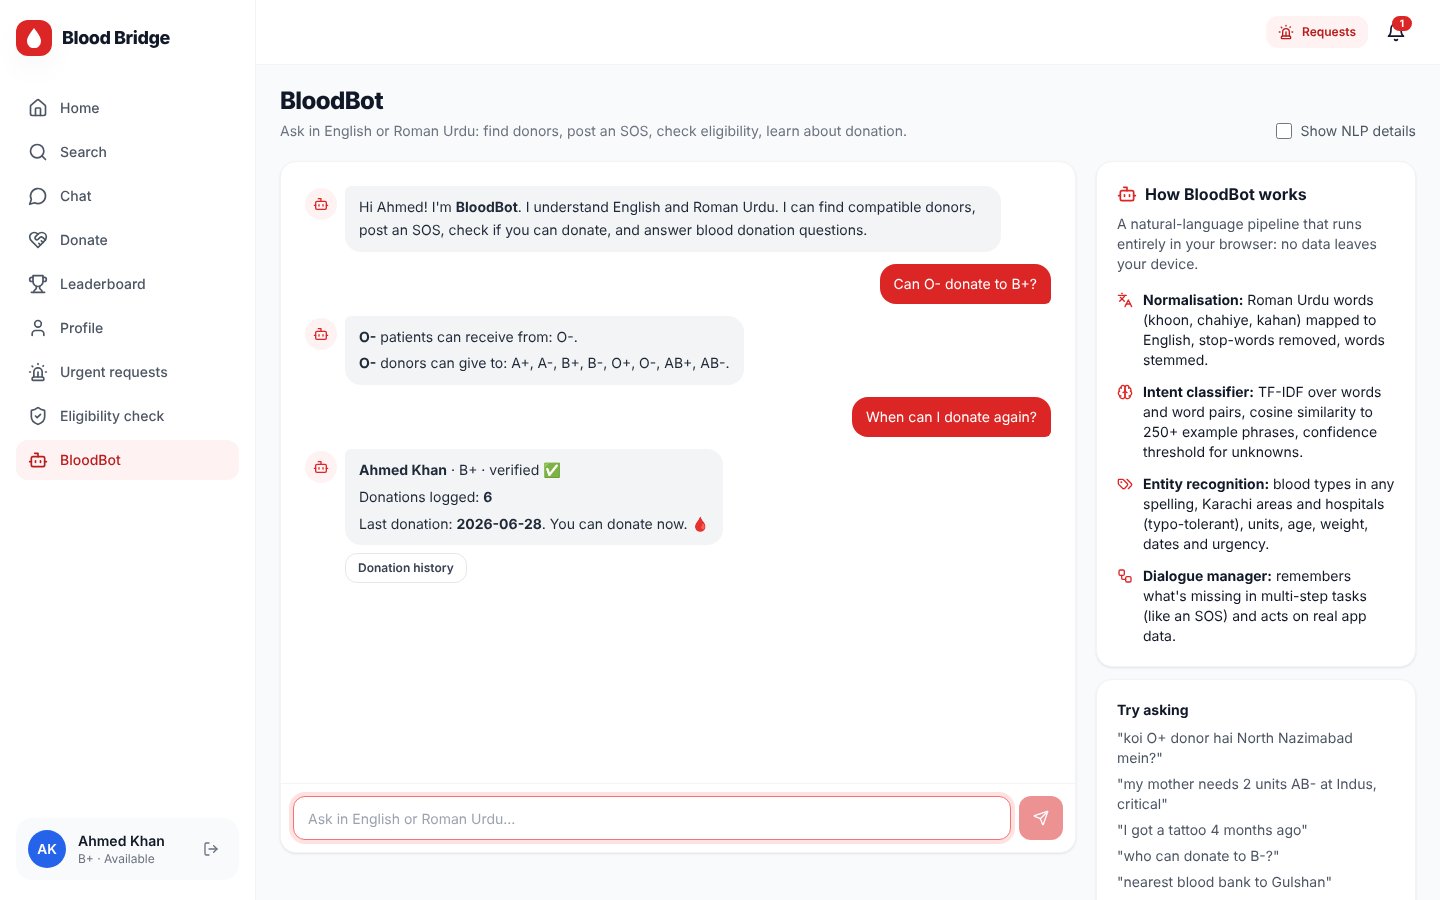 Blood Bridge
Home
Search
Chat
Donate
Leaderboard
Profile
Urgent requests
Eligibility check
BloodBot
AK
Ahmed Khan
B+ · Available
Requests
1
BloodBot
Ask in English or Roman Urdu: find donors, post an SOS, check eligibility, learn about donation.
Show NLP details
Hi Ahmed! I'm BloodBot. I understand English and Roman Urdu. I can find compatible donors,
post an SOS, check if you can donate, and answer blood donation questions.
Can O- donate to B+?
O- patients can receive from: O-.
O- donors can give to: A+, A-, B+, B-, O+, O-, AB+, AB-.
When can I donate again?
Ahmed Khan · B+ · verified ✅
Donations logged: 6
Last donation: 2026-06-28. You can donate now. 🩸
Donation history
Ask in English or Roman Urdu...
How BloodBot works
A natural-language pipeline that runs
entirely in your browser: no data leaves
your device.
Normalisation: Roman Urdu words
(khoon, chahiye, kahan) mapped to
English, stop-words removed, words
stemmed.
Intent classifier: TF-IDF over words
and word pairs, cosine similarity to
250+ example phrases, confidence
threshold for unknowns.
Entity recognition: blood types in any
spelling, Karachi areas and hospitals
(typo-tolerant), units, age, weight,
dates and urgency.
Dialogue manager: remembers
what's missing in multi-step tasks
(like an SOS) and acts on real app
data.
Try asking
"koi O+ donor hai North Nazimabad
mein?"
"my mother needs 2 units AB- at Indus,
critical"
"I got a tattoo 4 months ago"
"who can donate to B-?"
"nearest blood bank to Gulshan"